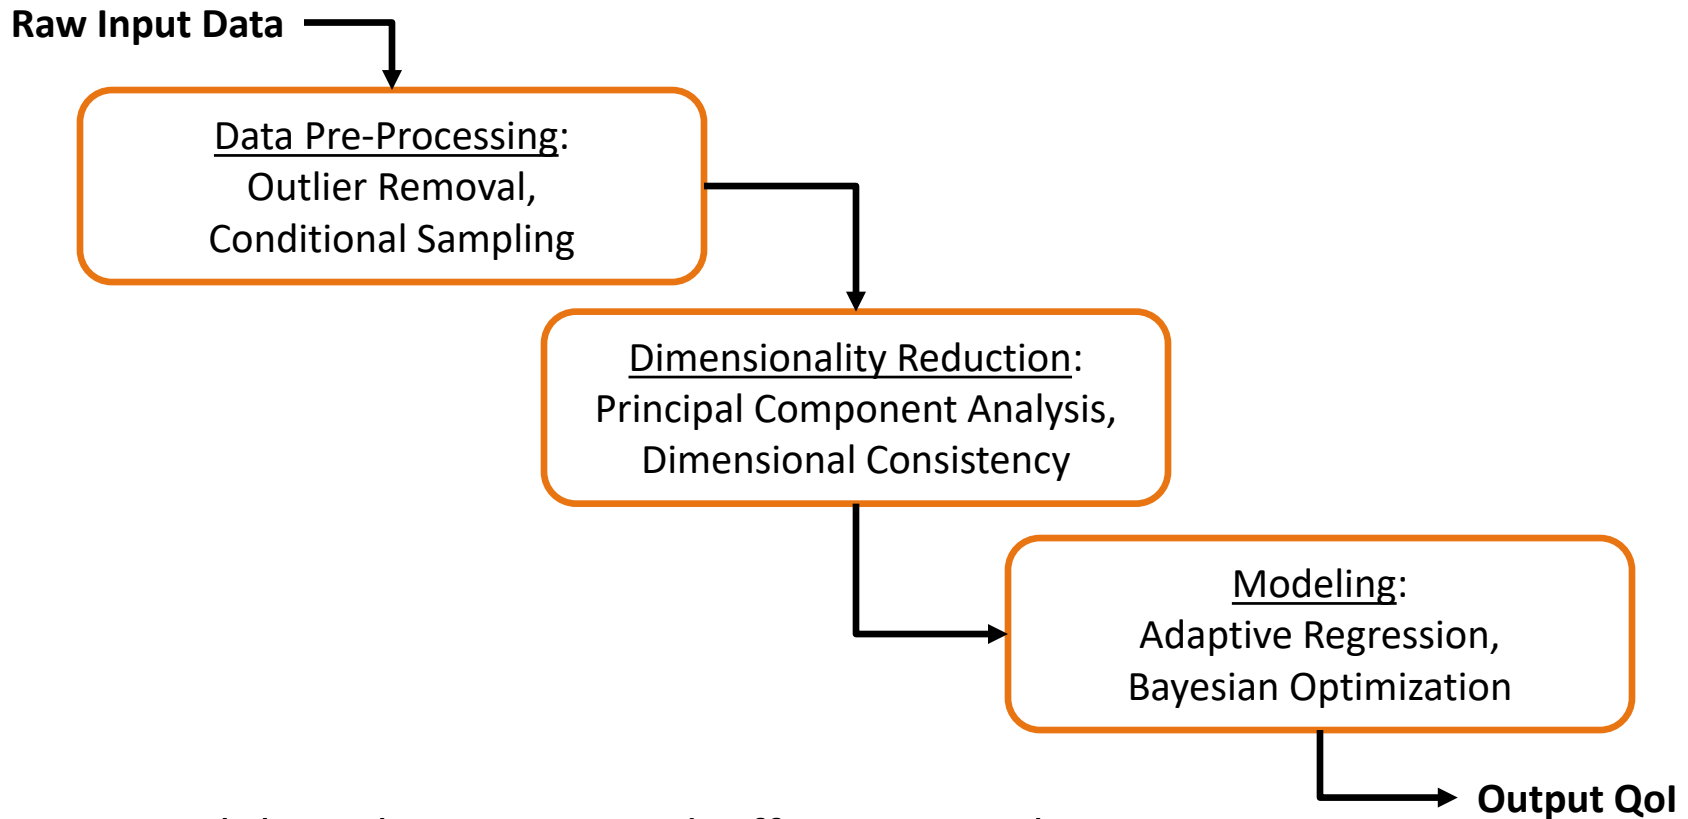 Raw Input Data
Data Pre-Processing:
Outlier Removal,
Conditional Sampling
Dimensionality Reduction:
Principal Component Analysis,
Dimensional Consistency
Modeling:
Adaptive Regression,
Bayesian Optimization
Output QoI